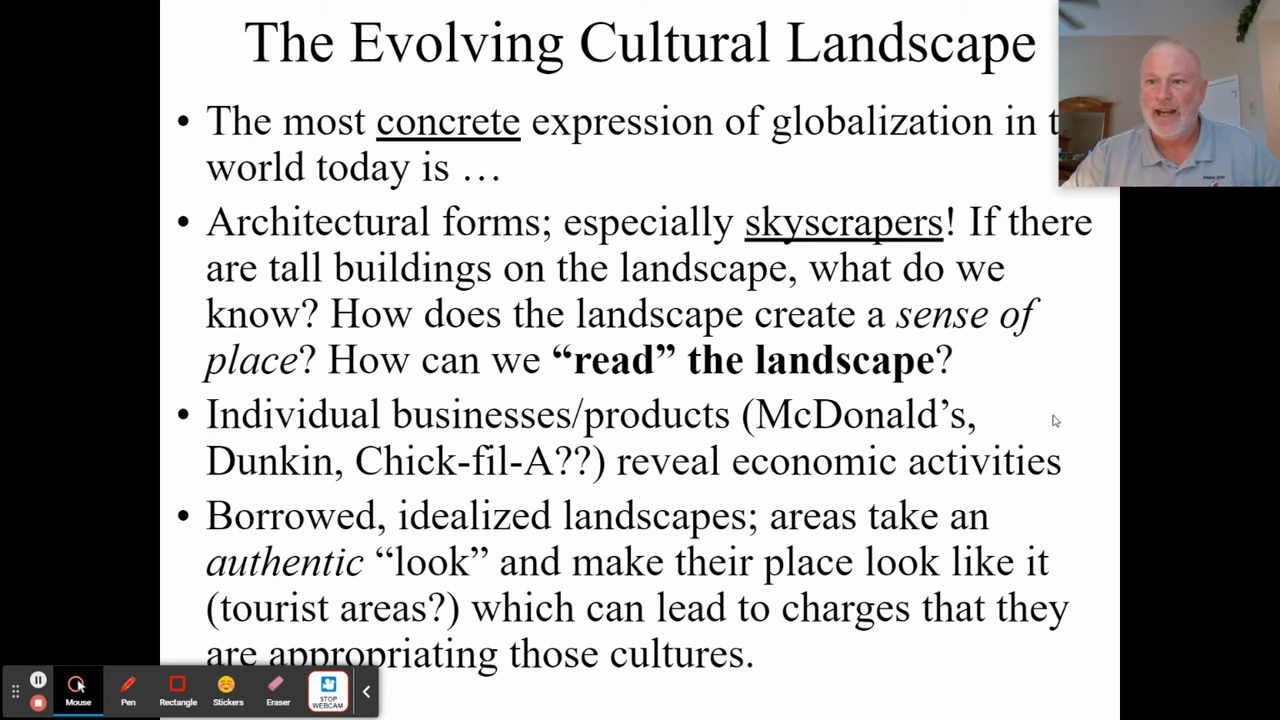 The Evolving Cultural Landscape
• The most concrete expression of globalization in
world today is …
• Architectural forms; especially skyscrapers! If there
are tall buildings on the landscape, what do we
know? How does the landscape create a sense of
place? How can we “read” the landscape?
• Individual businesses/products (McDonald’s,
Dunkin, Chick-fil-A??) reveal economic activities
• Borrowed, idealized landscapes; areas take an
authentic “look” and make their place look like it
(tourist areas?) which can lead to charges that they
are appropriating those cultures.
Mouse
Pen
Rectangle
Stickers
Eraser
STOP
WEBCAM